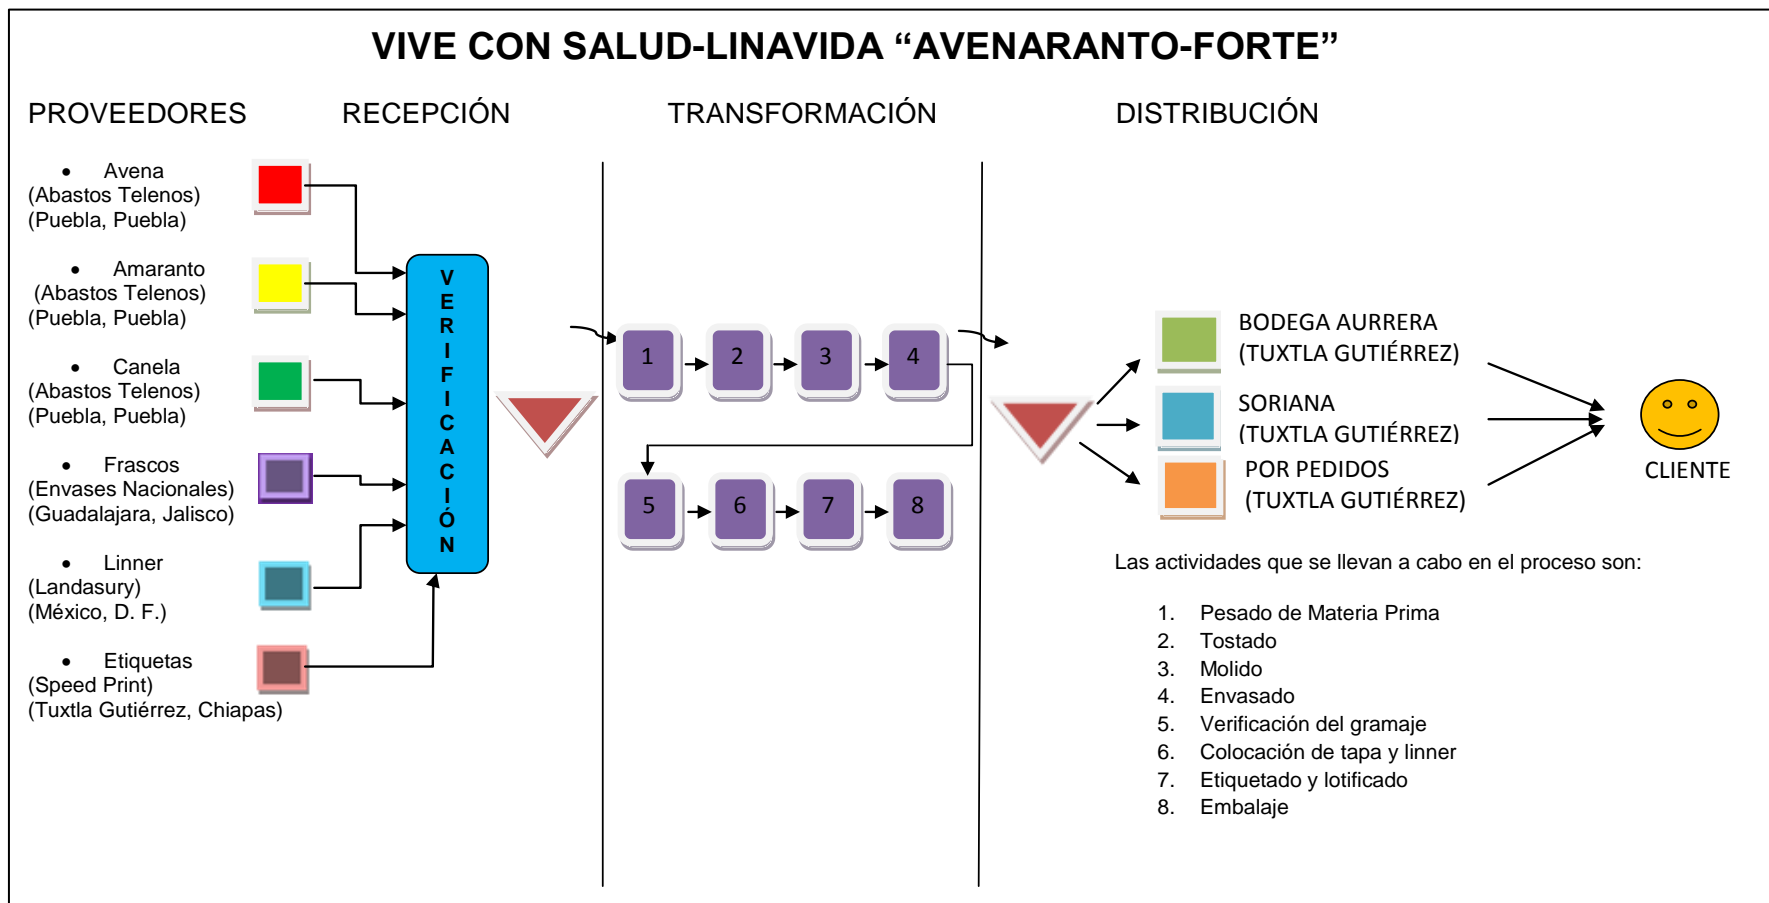 VIVE CON SALUD-LINAVIDA “AVENARANTO-FORTE”
PROVEEDORES
RECEPCIÓN
TRANSFORMACIÓN
DISTRIBUCIÓN
• Avena
(Abastos Telenos)
(Puebla, Puebla)
• Amaranto
(Abastos Telenos)
(Puebla, Puebla)
• Canela
(Abastos Telenos)
(Puebla, Puebla)
• Frascos
(Envases Nacionales)
(Guadalajara, Jalisco)
• Linner
(Landasury)
(México, D. F.)
• Etiquetas
(Speed Print)
(Tuxtla Gutiérrez, Chiapas)
VERIFICACIÓN
1
2
3
4
5
6
7
8
BODEGA AURRERA
(TUXTLA GUTIÉRREZ)
SORIANA
(TUXTLA GUTIÉRREZ)
POR PEDIDOS
(TUXTLA GUTIÉRREZ)
CLIENTE
Las actividades que se llevan a cabo en el proceso son:
1. Pesado de Materia Prima
2. Tostado
3. Molido
4. Envasado
5. Verificación del gramaje
6. Colocación de tapa y linner
7. Etiquetado y lotificado
8. Embalaje